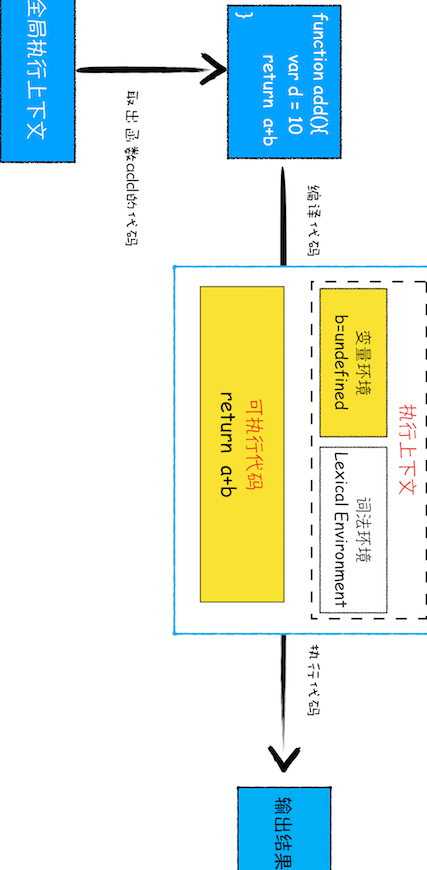 全局执行上下文
取出函数add的代码
function add(){
var d = 10
return a+b
}
编译代码
执行上下文
变量环境
b=undefined
词法环境
Lexical Environment
可执行代码
return a+b
执行代码
输出结果